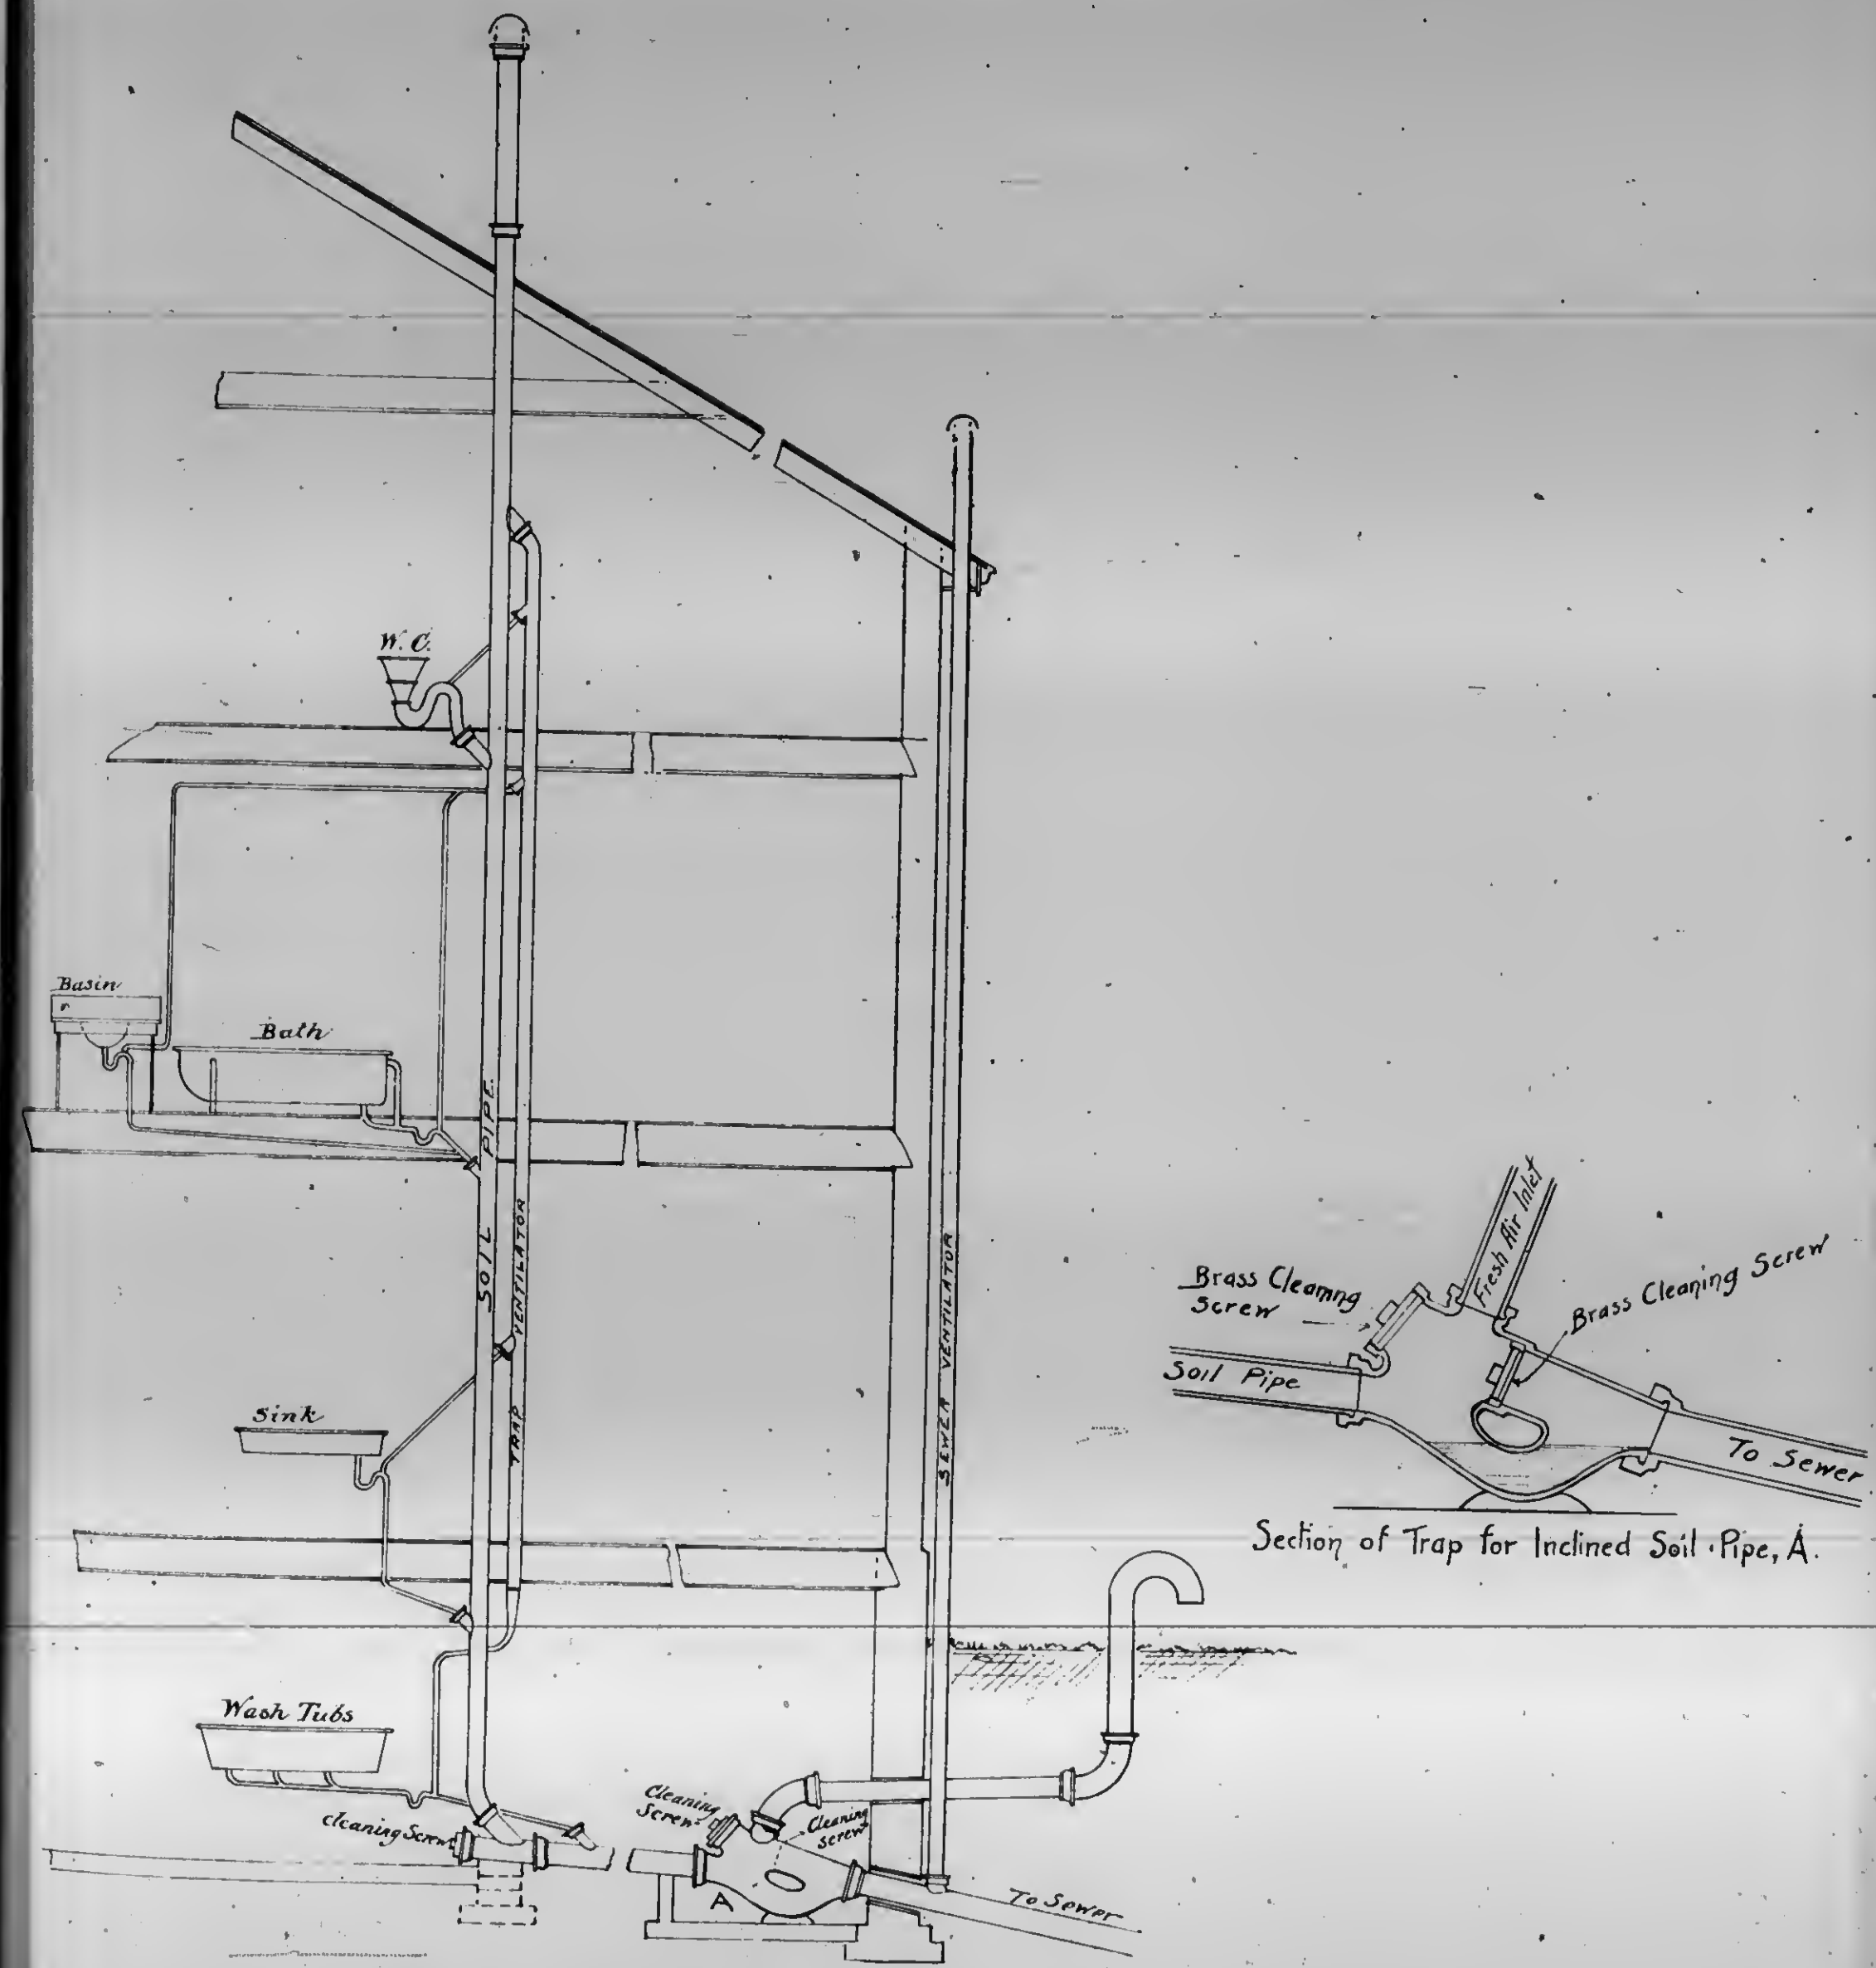 W. C.
Basin
Bath
SOIL PIPE
TRAP VENTILATOR
SEWER VENTILATOR
Sink
Wash Tubs
Cleaning Screw
Cleaning
Screw
Cleaning
Screw
A
To Sewer
Fresh Air Inlet
Brass Cleaning
Screw
Brass Cleaning Screw
Soil Pipe
To Sewer
Section of Trap for Inclined Soil Pipe, A.